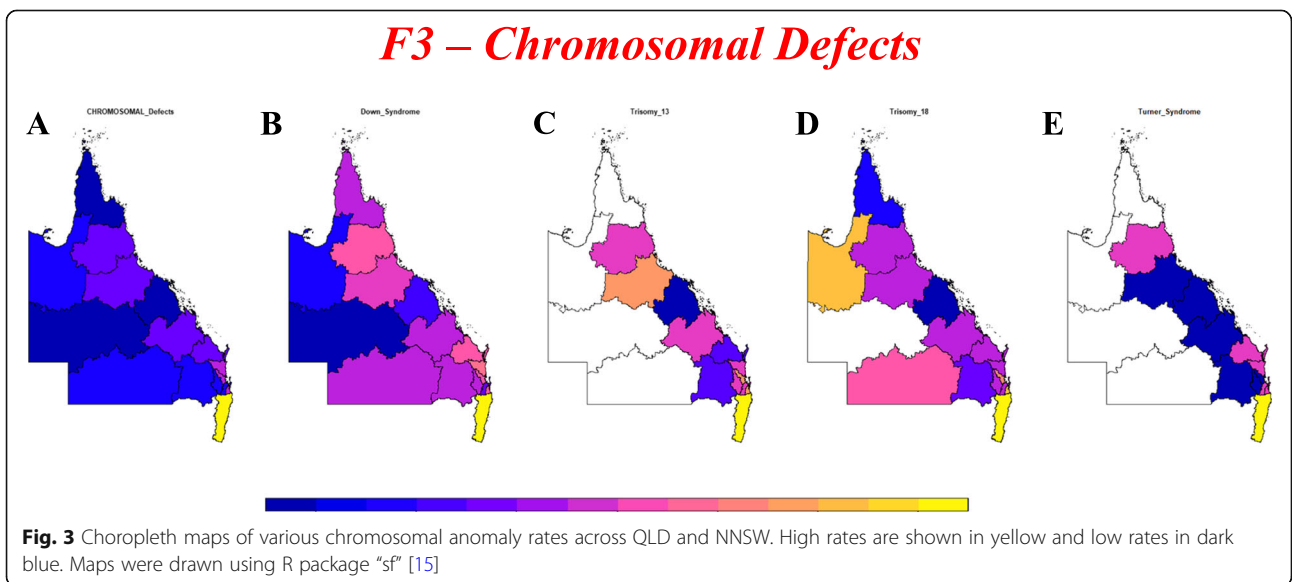 F3 – Chromosomal Defects
A
CHROMOSOMAL_Defects
B
Down_Syndrome
C
Trisomy_13
D
Trisomy_18
E
Turner_Syndrome
Fig. 3 Choropleth maps of various chromosomal anomaly rates across QLD and NNSW. High rates are shown in yellow and low rates in dark
blue. Maps were drawn using R package “sf” [15]